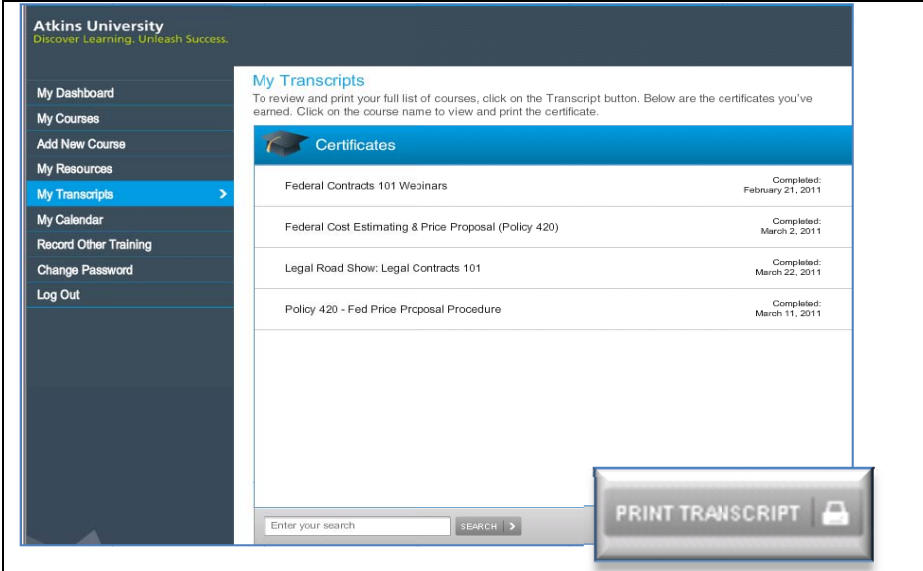 Atkins University
Discover Learning. Unleash Success.
My Dashboard
My Courses
Add New Course
My Resources
My Transcripts
My Calendar
Record Other Training
Change Password
Log Out
My Transcripts
To review and print your full list of courses, click on the Transcript button. Below are the certificates you've
earned. Click on the course name to view and print the certificate.
Certificates
Federal Contracts 101 Webinars
Completed:
February 21, 2011
Federal Cost Estimating & Price Proposal (Policy 420)
Completed:
March 2, 2011
Legal Road Show: Legal Contracts 101
Completed:
March 22, 2011
Policy 420 - Fed Price Proposal Procedure
Completed:
March 11, 2011
Enter your search
SEARCH
PRINT TRANSCRIPT